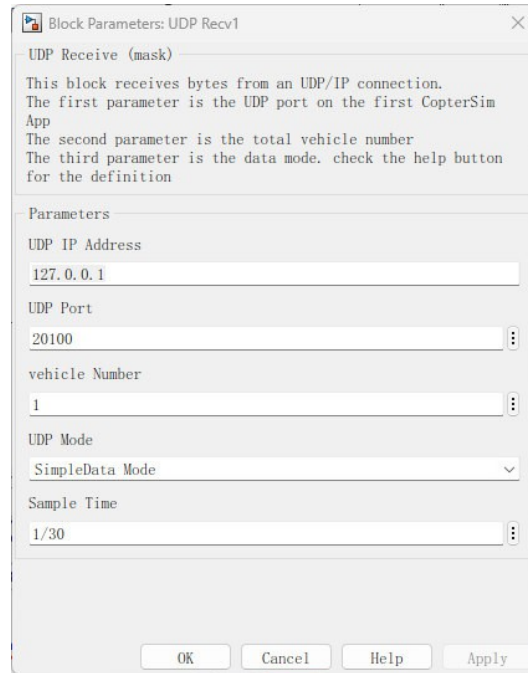 Block Parameters: UDP Recv1
UDP Receive (mask)
This block receives bytes from an UDP/IP connection.
The first parameter is the UDP port on the first CopterSim
App
The second parameter is the total vehicle number
The third parameter is the data mode. check the help button
for the definition
Parameters
UDP IP Address
127.0.0.1
UDP Port
20100
vehicle Number
1
UDP Mode
SimpleData Mode
Sample Time
1/30
OK Cancel Help Apply